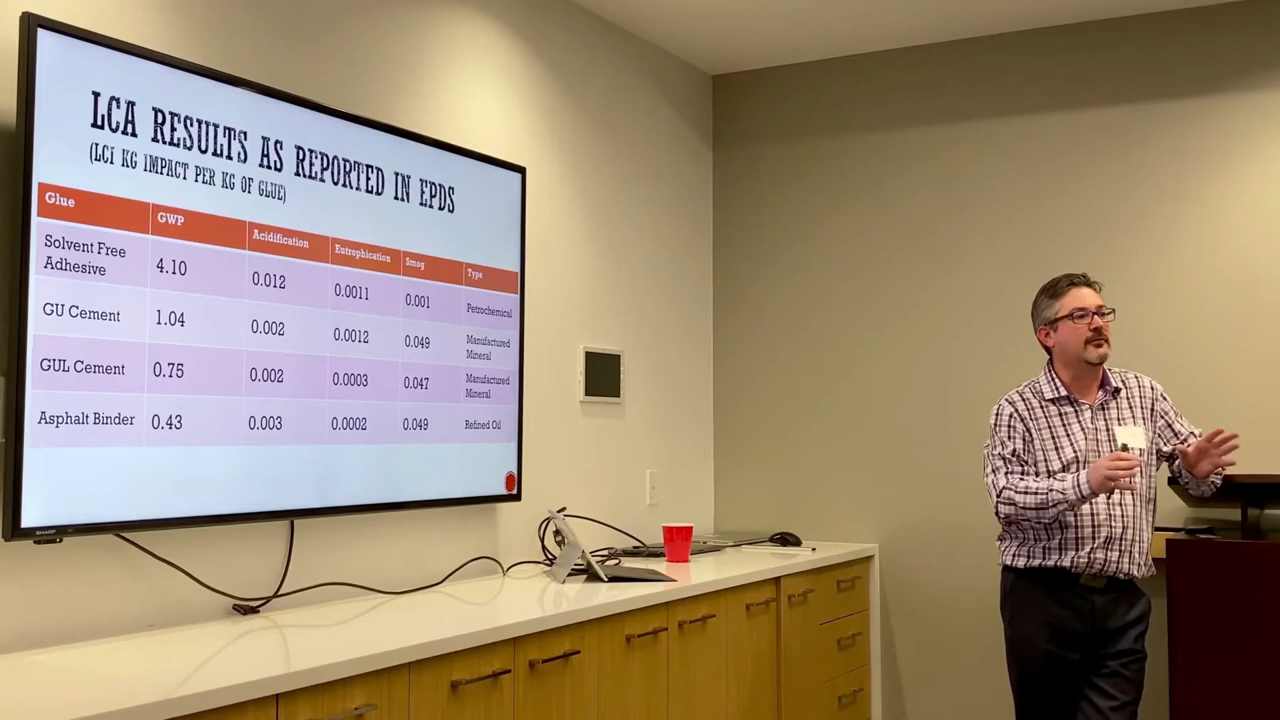 LCA RESULTS AS REPORTED IN EPDS
(LCI KG IMPACT PER KG OF GLUE)
Glue GWP Acidification Eutrophication Smog Type
Solvent Free Adhesive 4.10 0.012 0.0011 0.001 Petrochemical
GU Cement 1.04 0.002 0.0012 0.049 Manufactured Mineral
GUL Cement 0.75 0.002 0.0003 0.047 Manufactured Mineral
Asphalt Binder 0.43 0.003 0.0002 0.049 Refined Oil
SHARP